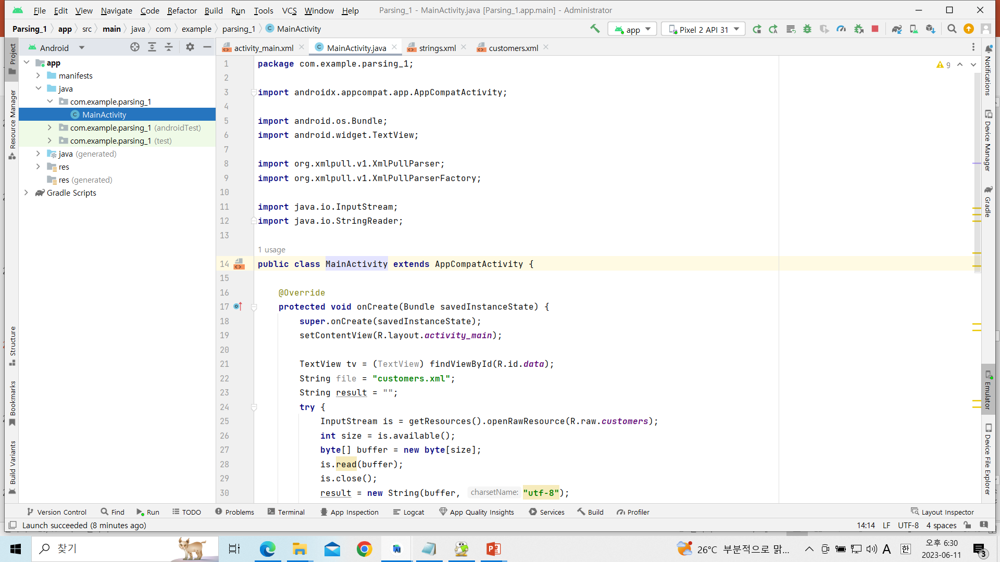 File Edit View Navigate Code Refactor Build Run Tools VCS Window Help Parsing_1 - MainActivity.java [Parsing_1.app.main] - Administrator
Parsing_1 app src main java com example parsing_1 MainActivity app Pixel 2 API 31
Android
activity_main.xml MainActivity.java strings.xml customers.xml
Project
Resource Manager
Structure
Bookmarks
Build Variants
app
manifests
java
com.example.parsing_1
MainActivity
com.example.parsing_1 (androidTest)
com.example.parsing_1 (test)
java (generated)
res
res (generated)
Gradle Scripts
9
1 package com.example.parsing_1;
2
3 import androidx.appcompat.app.AppCompatActivity;
4
5 import android.os.Bundle;
6 import android.widget.TextView;
7
8 import org.xmlpull.v1.XmlPullParser;
9 import org.xmlpull.v1.XmlPullParserFactory;
10
11 import java.io.InputStream;
12 import java.io.StringReader;
13
1 usage
14 public class MainActivity extends AppCompatActivity {
15
16 @Override
17 protected void onCreate(Bundle savedInstanceState) {
18 super.onCreate(savedInstanceState);
19 setContentView(R.layout.activity_main);
20
21 TextView tv = (TextView) findViewById(R.id.data);
22 String file = "customers.xml";
23 String result = "";
24 try {
25 InputStream is = getResources().openRawResource(R.raw.customers);
26 int size = is.available();
27 byte[] buffer = new byte[size];
28 is.read(buffer);
29 is.close();
30 result = new String(buffer, charsetName: "utf-8");
Notifications
Device Manager
Gradle
Emulator
Device File Explorer
Version Control Find Run TODO Problems Terminal App Inspection Logcat App Quality Insights Services Build Profiler Layout Inspector
Launch succeeded (8 minutes ago) 14:14 LF UTF-8 4 spaces
찾기 26°C 부분적으로 맑... A 한 오후 6:30
2023-06-11 3